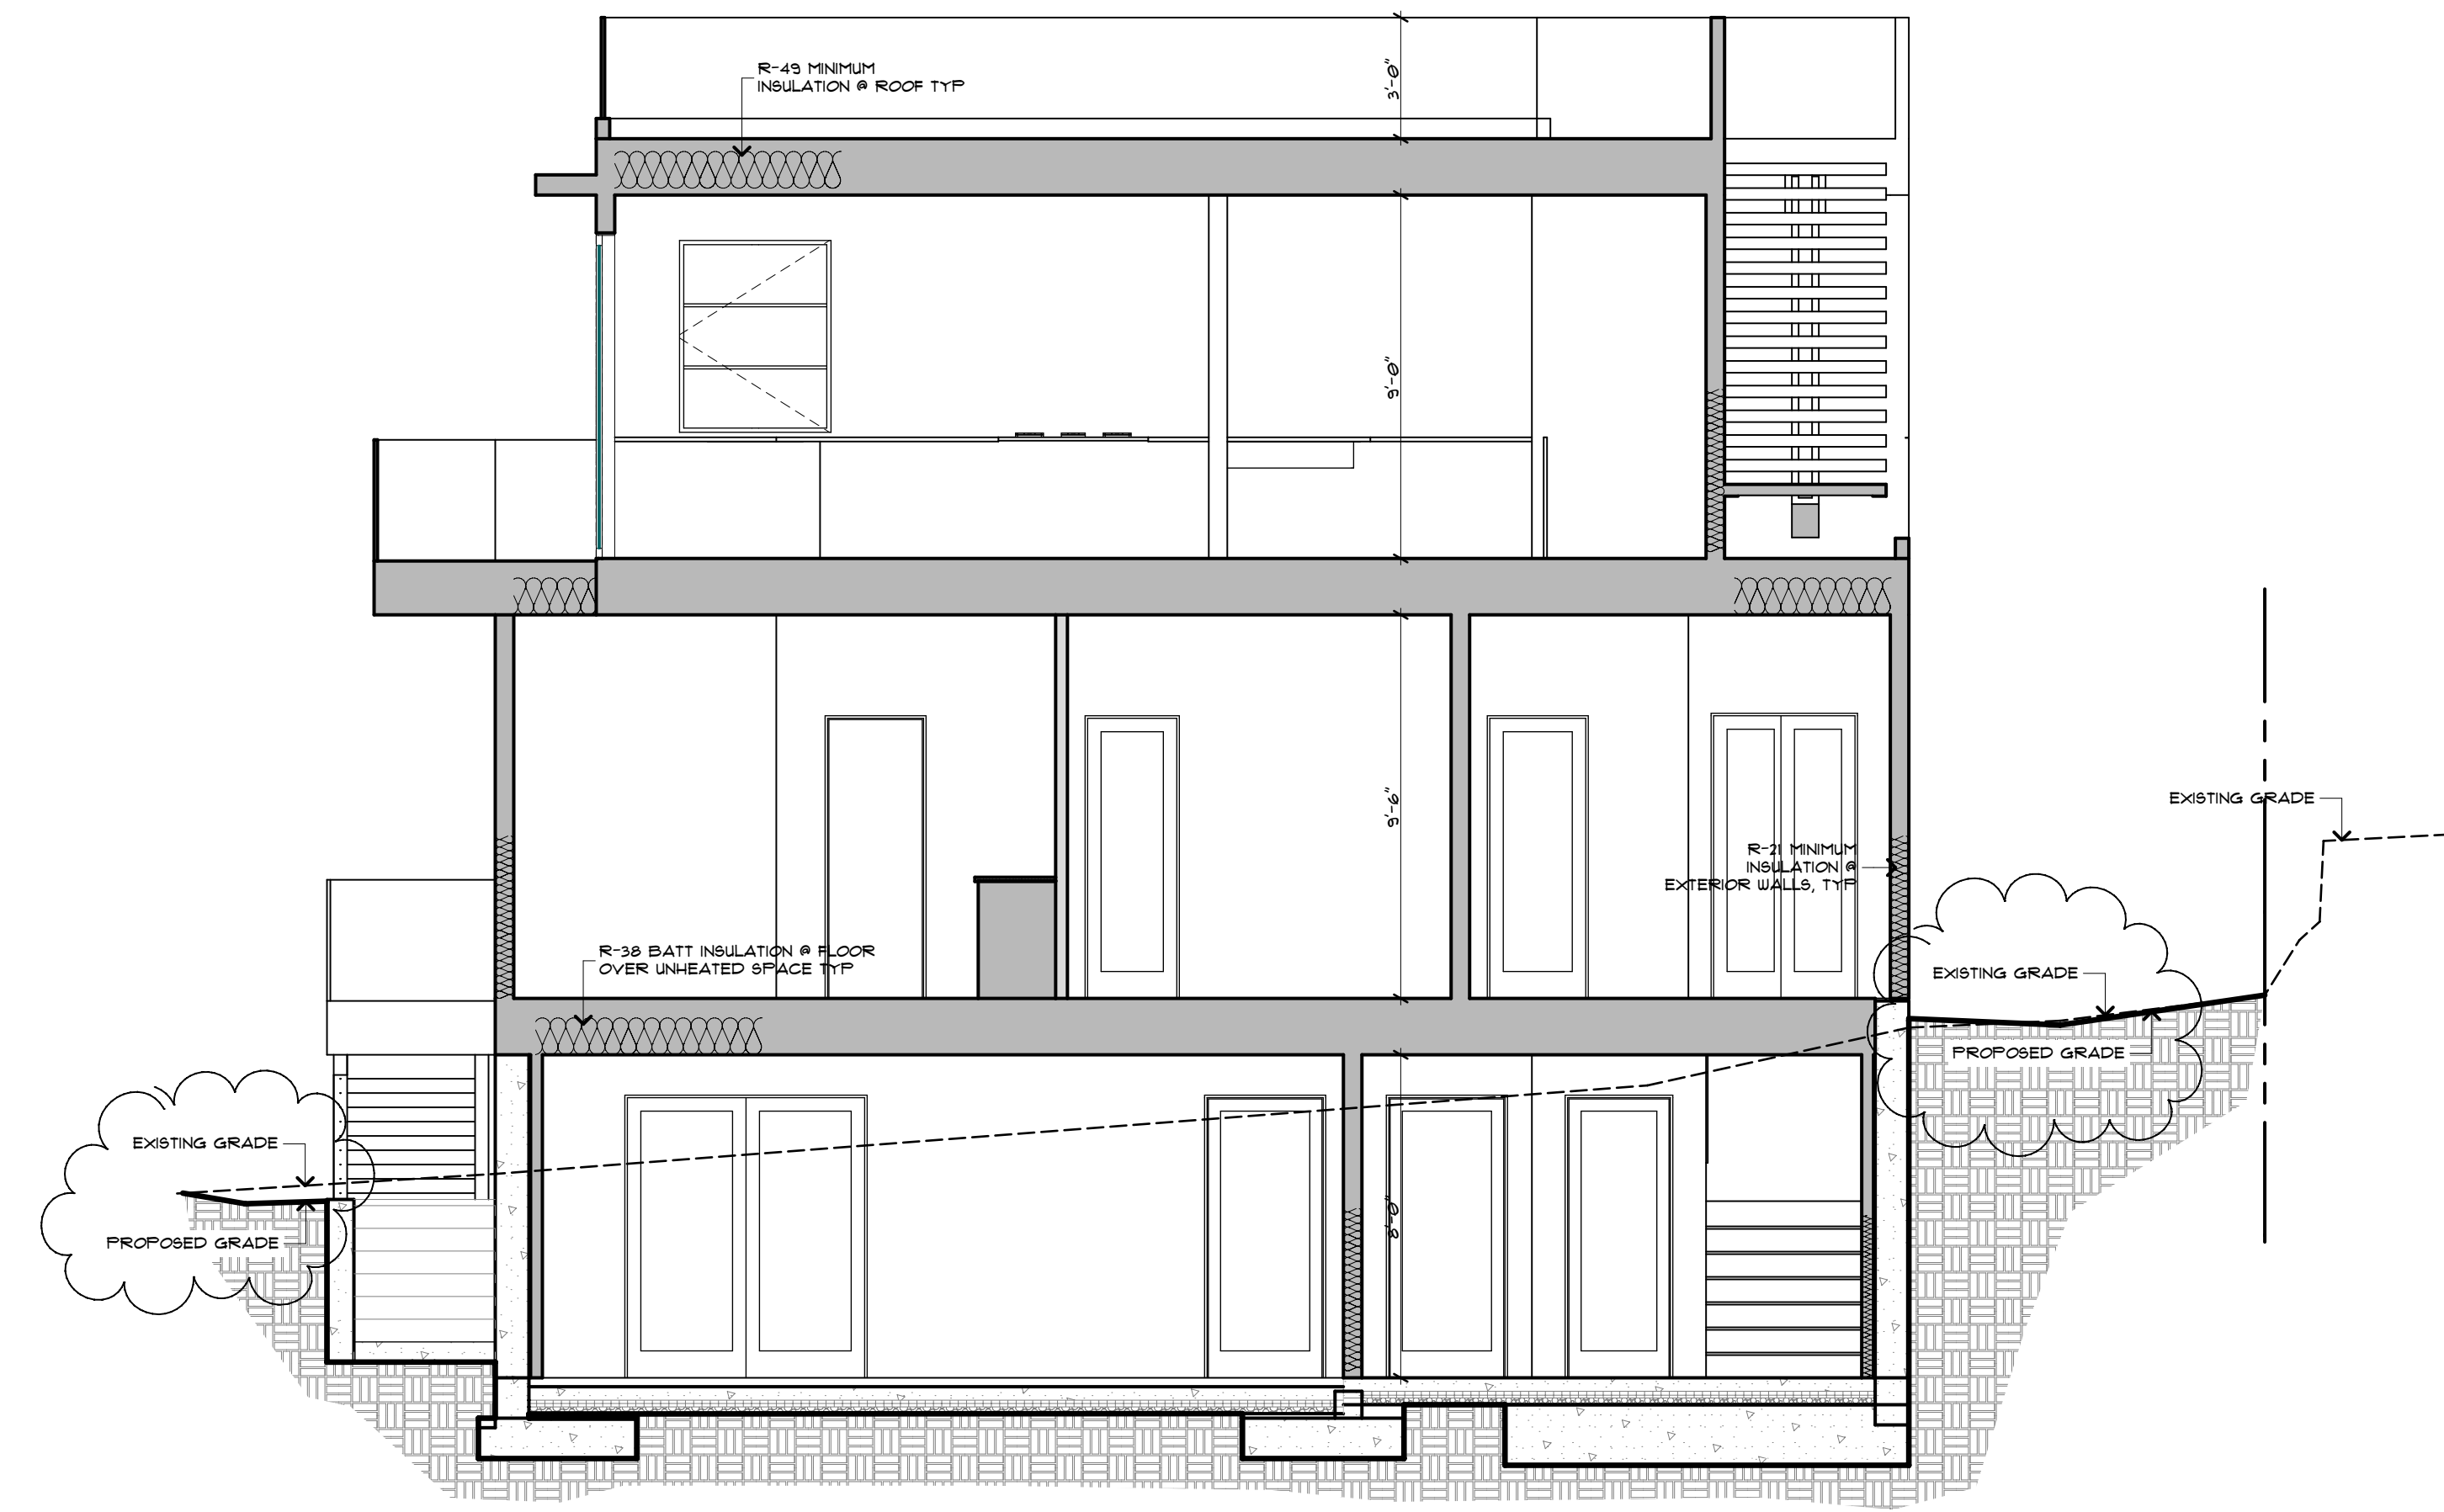 R-49 MINIMUM
INSULATION @ ROOF TYP
3'-0"
9'-0"
9'-6"
EXISTING GRADE
R-21 MINIMUM
INSULATION @
EXTERIOR WALLS, TYP
R-38 BATT INSULATION @ FLOOR
OVER UNHEATED SPACE TYP
EXISTING GRADE
PROPOSED GRADE
EXISTING GRADE
PROPOSED GRADE
8'-0"